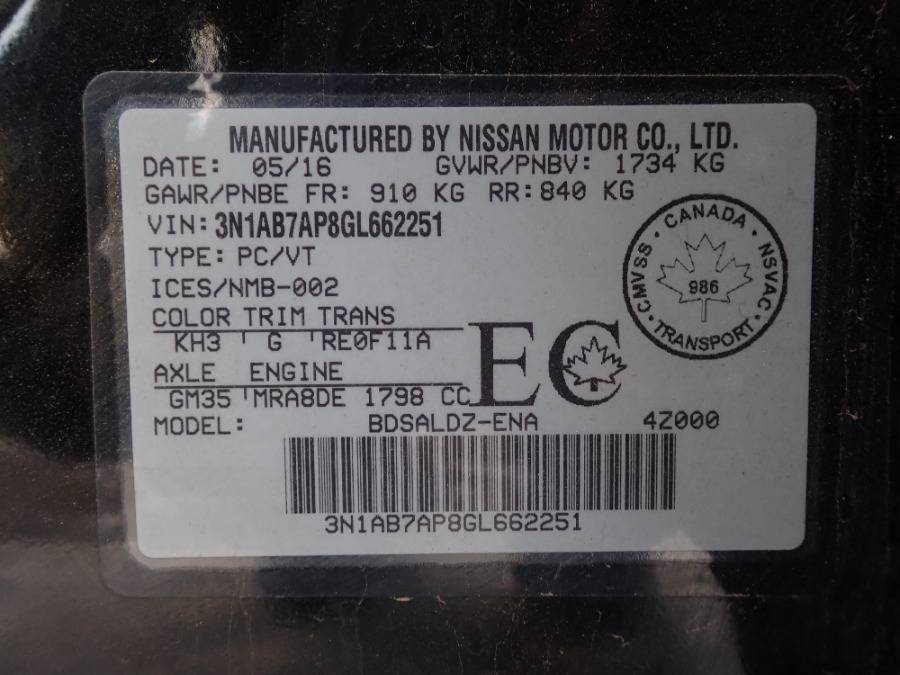 MANUFACTURED BY NISSAN MOTOR CO., LTD.
DATE: 05/16 GVWR/PNBV: 1734 KG
GAWR/PNBE FR: 910 KG RR:840 KG
VIN: 3N1AB7AP8GL662251
TYPE: PC/VT
ICES/NMB-002
CANADA
CMVSS · NSVAC
986
TRANSPORT
COLOR TRIM TRANS
KH3 G RE0F11A
EC
AXLE ENGINE
GM35 MRA8DE 1798 CC
MODEL: BDSALDZ-ENA 4Z000
3N1AB7AP8GL662251